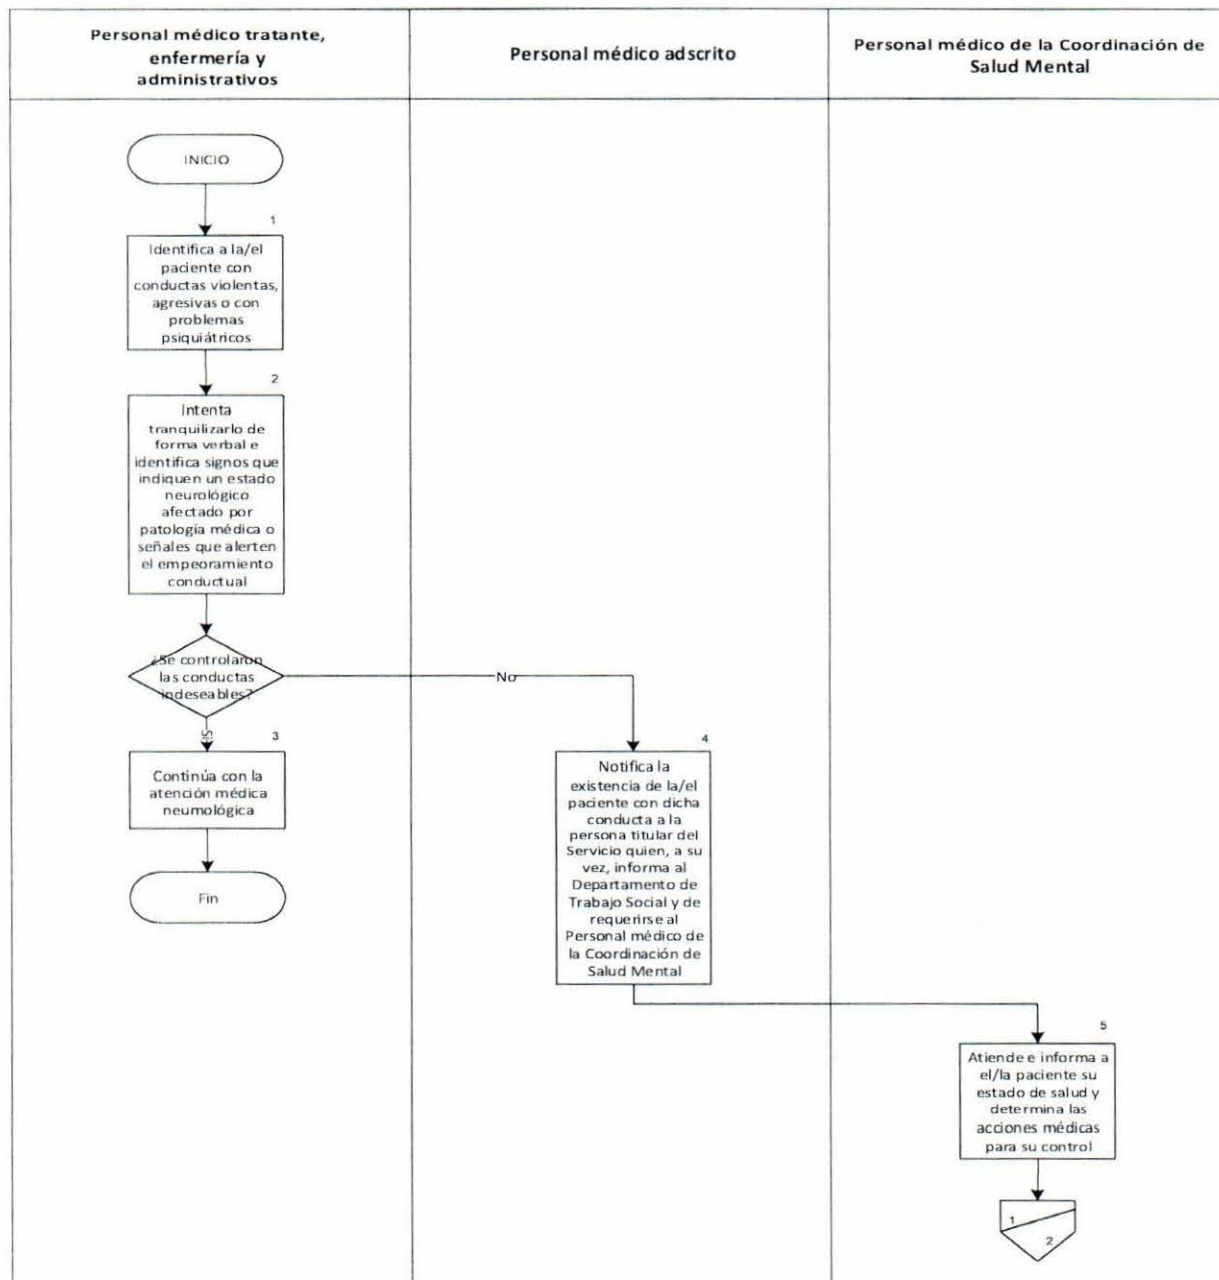 Personal médico tratante,
enfermería y
administrativos
Personal médico adscrito
Personal médico de la Coordinación de
Salud Mental
INICIO
1
Identifica a la/el
paciente con
conductas violentas,
agresivas o con
problemas
psiquiátricos
2
Intenta
tranquilizarlo de
forma verbal e
identifica signos que
indiquen un estado
neurológico
afectado por
patología médica o
señales que alerten
el empeoramiento
conductual
¿Se controlaron
las conductas
indeseables?
No
Si
3
Continúa con la
atención médica
neumológica
Fin
4
Notifica la
existencia de la/el
paciente con dicha
conducta a la
persona titular del
Servicio quien, a su
vez, informa al
Departamento de
Trabajo Social y de
requerirse al
Personal médico de
la Coordinación de
Salud Mental
5
Atiende e informa a
el/la paciente su
estado de salud y
determina las
acciones médicas
para su control
1
2